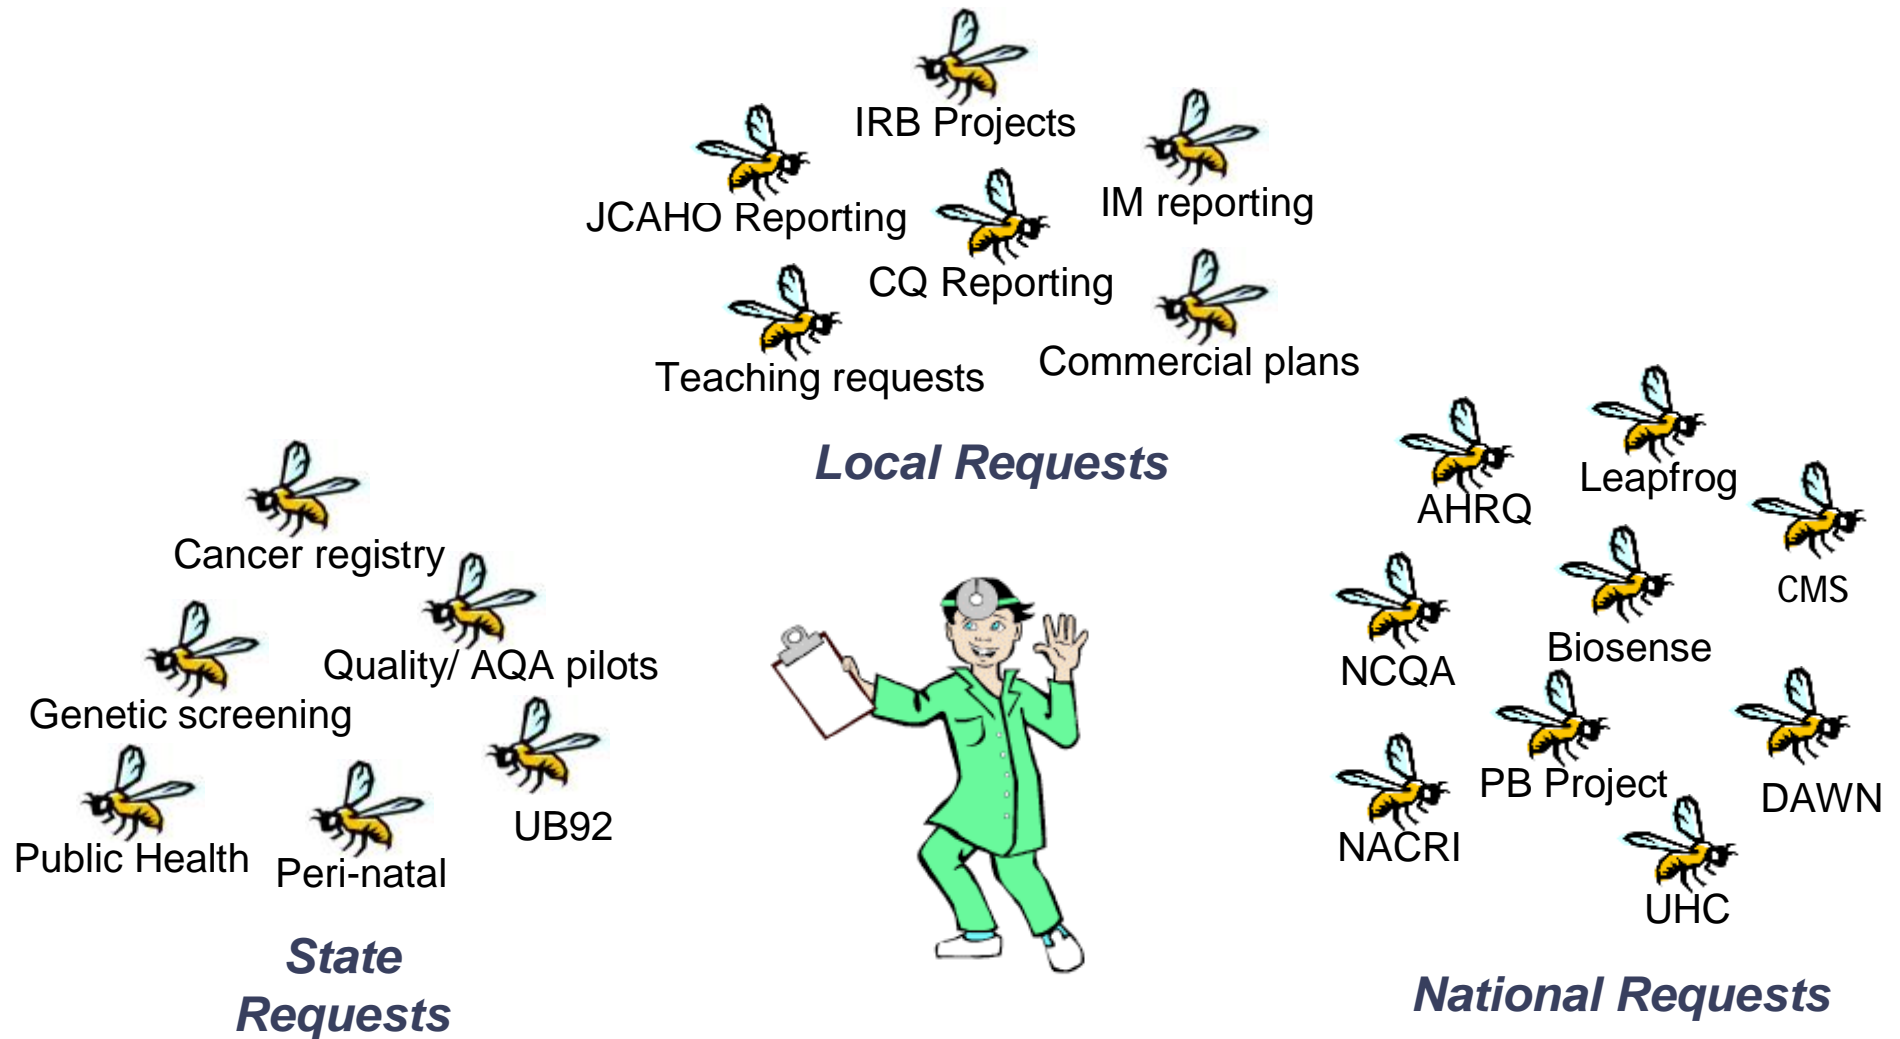 IRB Projects
JCAHO Reporting
IM reporting
CQ Reporting
Teaching requests
Commercial plans
Local Requests
Cancer registry
Quality/ AQA pilots
Genetic screening
UB92
Public Health
Peri-natal
State
Requests
Leapfrog
AHRQ
CMS
Biosense
NCQA
PB Project
DAWN
NACRI
UHC
National Requests